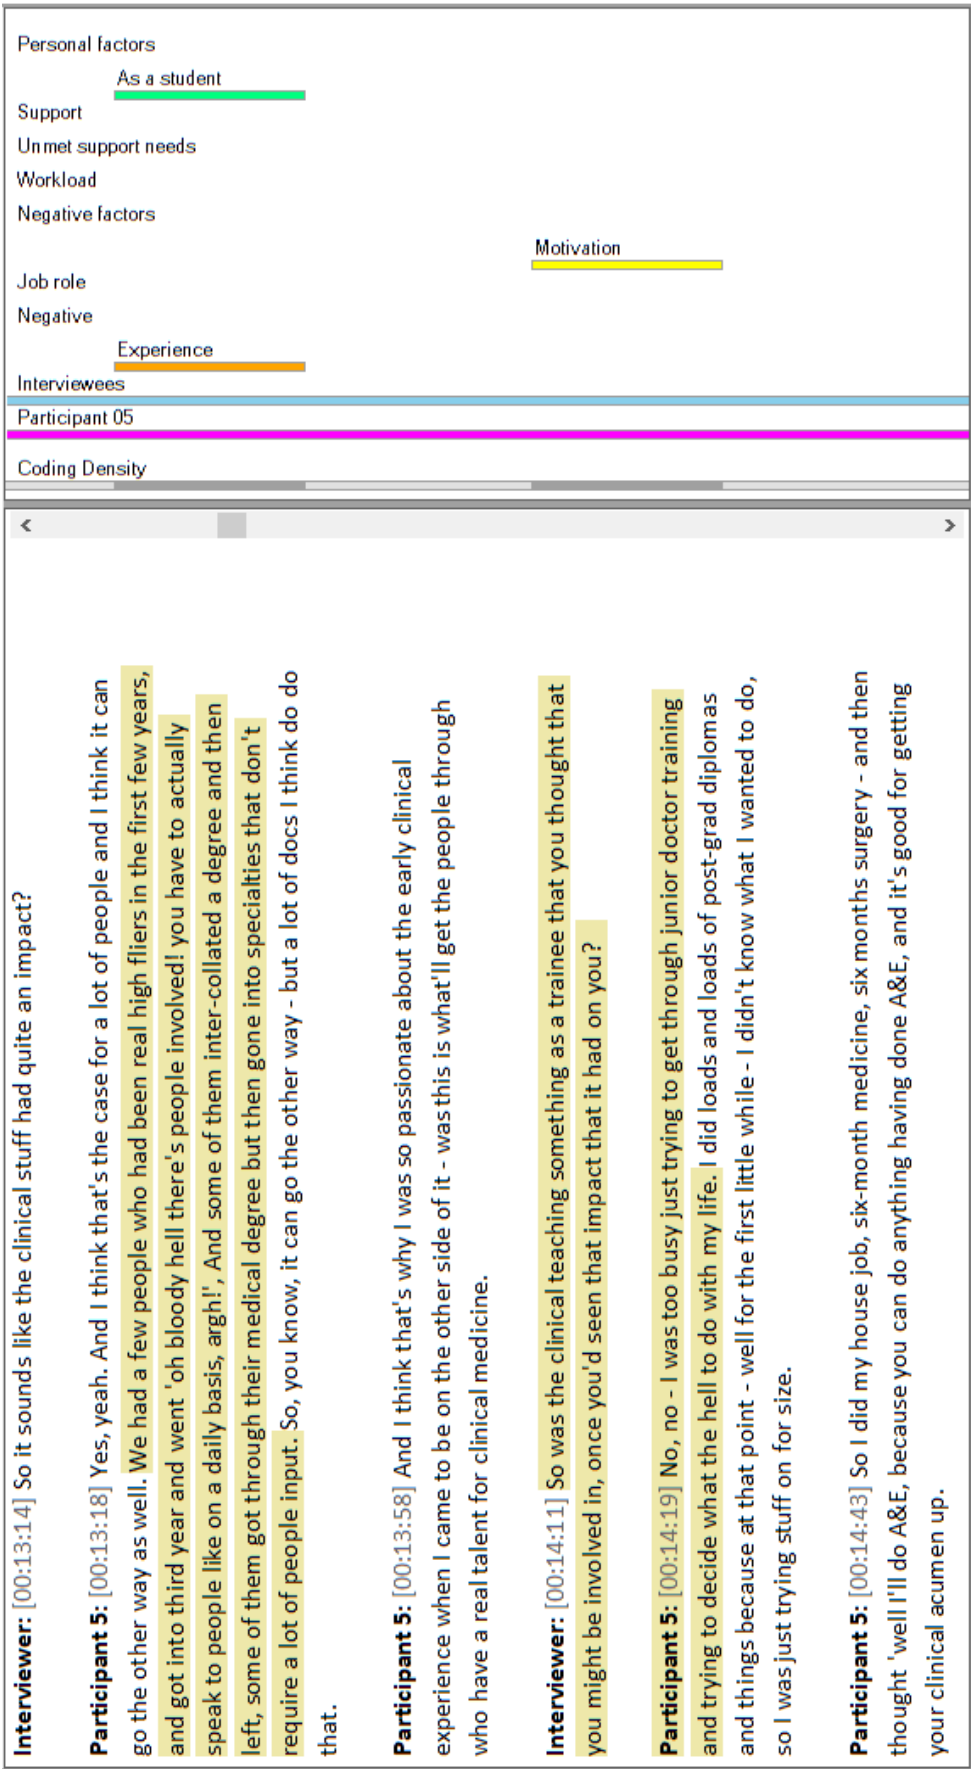 Personal factors
As a student
Support
Unmet support needs
Workload
Negative factors
Motivation
Job role
Negative
Experience
Interviewees
Participant 05
Coding Density
Interviewer: [00:13:14] So it sounds like the clinical stuff had quite an impact?
Participant 5: [00:13:18] Yes, yeah. And I think that's the case for a lot of people and I think it can
go the other way as well. We had a few people who had been real high fliers in the first few years,
and got into third year and went 'oh bloody hell there's people involved! you have to actually
speak to people like on a daily basis, argh!', And some of them inter-collated a degree and then
left, some of them got through their medical degree but then gone into specialties that don't
require a lot of people input. So, you know, it can go the other way - but a lot of docs I think do do
that.
Participant 5: [00:13:58] And I think that's why I was so passionate about the early clinical
experience when I came to be on the other side of it - was this is what'll get the people through
who have a real talent for clinical medicine.
Interviewer: [00:14:11] So was the clinical teaching something as a trainee that you thought that
you might be involved in, once you'd seen that impact that it had on you?
Participant 5: [00:14:19] No, no - I was too busy just trying to get through junior doctor training
and trying to decide what the hell to do with my life. I did loads and loads of post-grad diplomas
and things because at that point - well for the first little while - I didn't know what I wanted to do,
so I was just trying stuff on for size.
Participant 5: [00:14:43] So I did my house job, six-month medicine, six months surgery - and then
thought 'well I'll do A&E, because you can do anything having done A&E, and it's good for getting
your clinical acumen up.